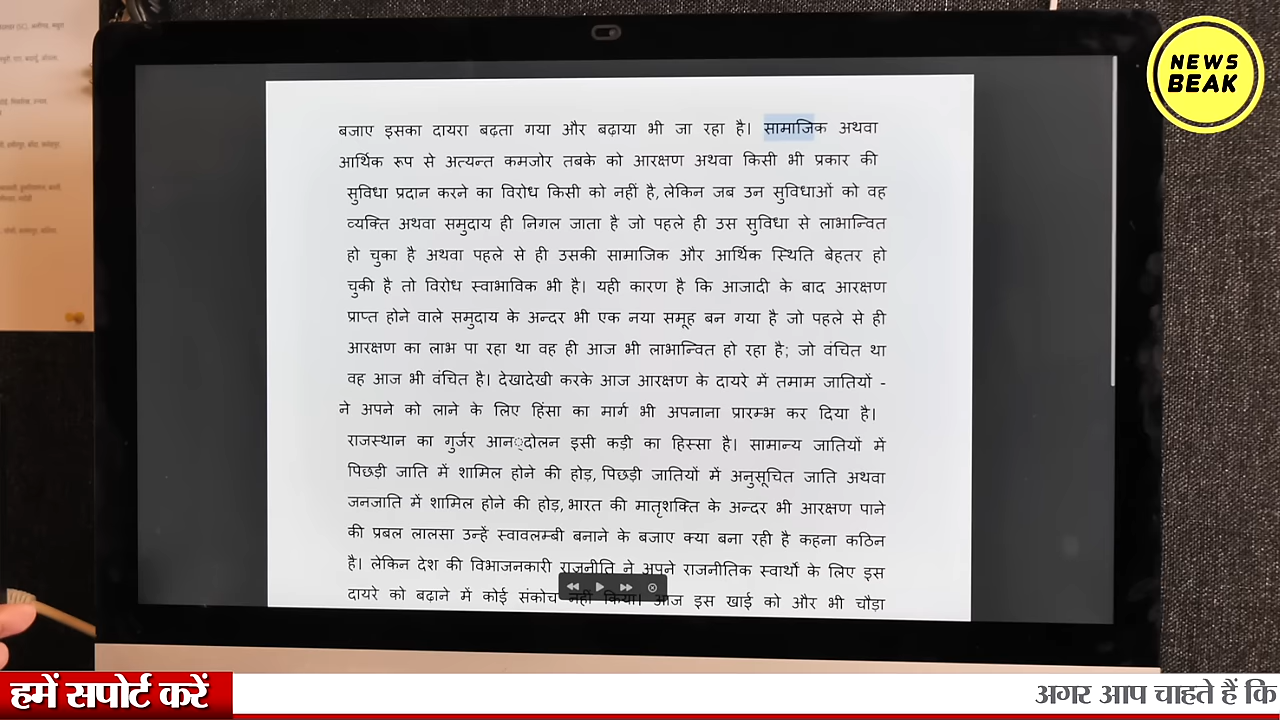 NEWS
BEAK
बजाए इसका दायरा बढ़ता गया और बढ़ाया भी जा रहा है। सामाजिक अथवा
आर्थिक रूप से अत्यन्त कमजोर तबके को आरक्षण अथवा किसी भी प्रकार की
सुविधा प्रदान करने का विरोध किसी को नहीं है, लेकिन जब उन सुविधाओं को वह
व्यक्ति अथवा समुदाय ही निगल जाता है जो पहले ही उस सुविधा से लाभान्वित
हो चुका है अथवा पहले से ही उसकी सामाजिक और आर्थिक स्थिति बेहतर हो
चुकी है तो विरोध स्वाभाविक भी है। यही कारण है कि आजादी के बाद आरक्षण
प्राप्त होने वाले समुदाय के अन्दर भी एक नया समूह बन गया है जो पहले से ही
आरक्षण का लाभ पा रहा था वह ही आज भी लाभान्वित हो रहा है; जो वंचित था
वह आज भी वंचित है। देखादेखी करके आज आरक्षण के दायरे में तमाम जातियों -
ने अपने को लाने के लिए हिंसा का मार्ग भी अपनाना प्रारम्भ कर दिया है।
राजस्थान का गुर्जर आन◌्दोलन इसी कड़ी का हिस्सा है। सामान्य जातियों में
पिछड़ी जाति में शामिल होने की होड़, पिछड़ी जातियों में अनुसूचित जाति अथवा
जनजाति में शामिल होने की होड़, भारत की मातृशक्ति के अन्दर भी आरक्षण पाने
की प्रबल लालसा उन्हें स्वावलम्बी बनाने के बजाए क्या बना रही है कहना कठिन
है। लेकिन देश की विभाजनकारी राजनीति ने अपने राजनीतिक स्वार्थों के लिए इस
दायरे को बढ़ाने में कोई संकोच नहीं किया। आज इस खाई को और भी चौड़ा
हमें सपोर्ट करें
अगर आप चाहते हैं कि